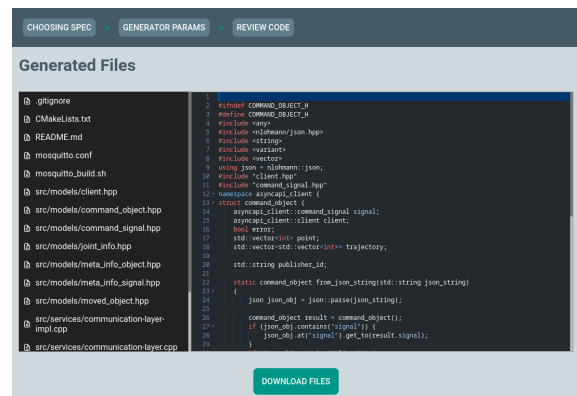 CHOOSING SPEC > GENERATOR PARAMS > REVIEW CODE
Generated Files
.gitignore
CMakeLists.txt
README.md
mosquitto.conf
mosquitto_build.sh
src/models/client.hpp
src/models/command_object.hpp
src/models/command_signal.hpp
src/models/joint_info.hpp
src/models/meta_info_object.hpp
src/models/meta_info_signal.hpp
src/models/moved_object.hpp
src/services/communication-layer-
impl.cpp
src/services/communication-layer.cpp
1
2 #ifndef COMMAND_OBJECT_H
3 #define COMMAND_OBJECT_H
4 #include <any>
5 #include <nlohmann/json.hpp>
6 #include <string>
7 #include <variant>
8 #include <vector>
9 using json = nlohmann::json;
10 #include "client.hpp"
11 #include "command_signal.hpp"
12 namespace asyncapi_client {
13 struct command_object {
14 asyncapi_client::command_signal signal;
15 asyncapi_client::client client;
16 bool error;
17 std::vector<int> point;
18 std::vector<std::vector<int>> trajectory;
19
20 std::string publisher_id;
21
22 static command_object from_json_string(std::string json_string)
23 {
24 json json_obj = json::parse(json_string);
25
26 command_object result = command_object();
27 if (json_obj.contains("signal")) {
28 json_obj.at("signal").get_to(result.signal);
29 }
DOWNLOAD FILES